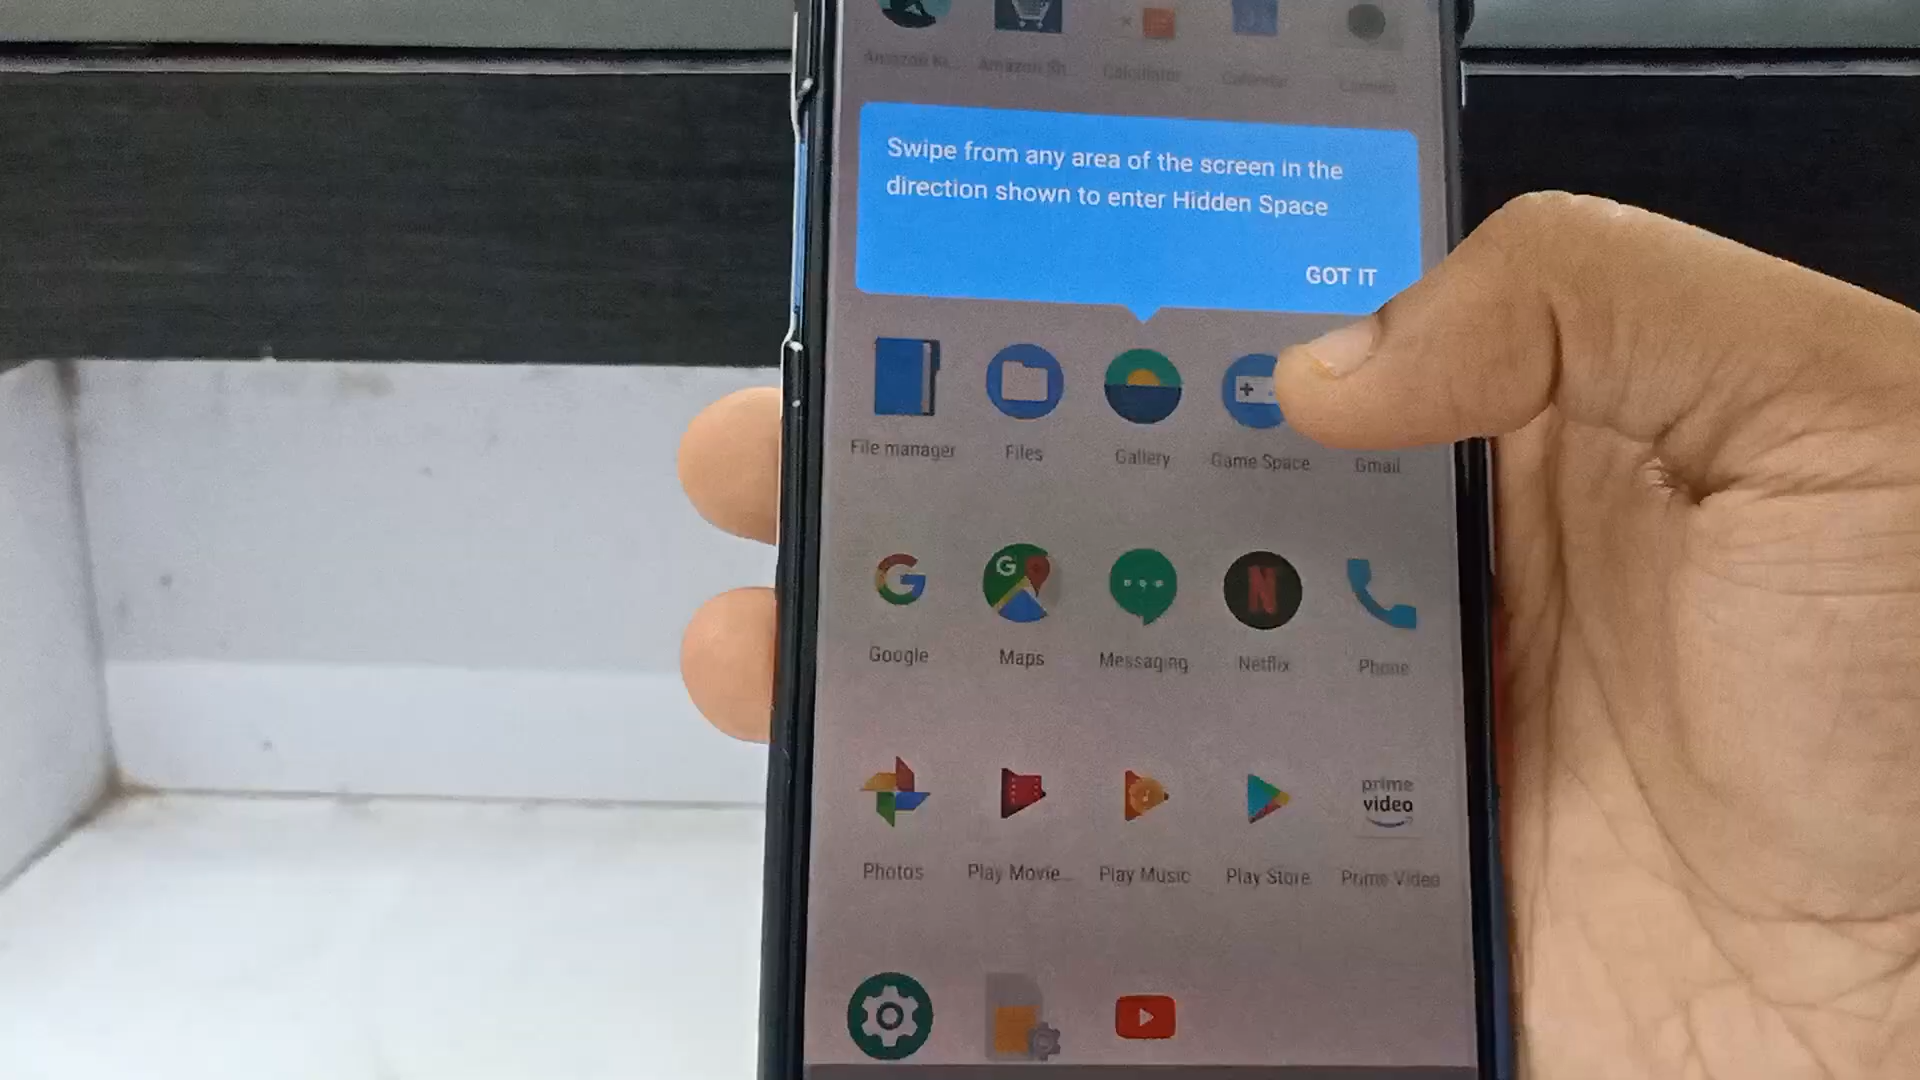 Amazon Ki...
Amazon Sh...
Calculator
Calendar
Camera
Swipe from any area of the screen in the
direction shown to enter Hidden Space
GOT IT
File manager
Files
Gallery
Game Space
Gmail
G
Google
Maps
Messaging
N
Netflix
Phone
prime
video
Photos
Play Movie...
Play Music
Play Store
Prime Video